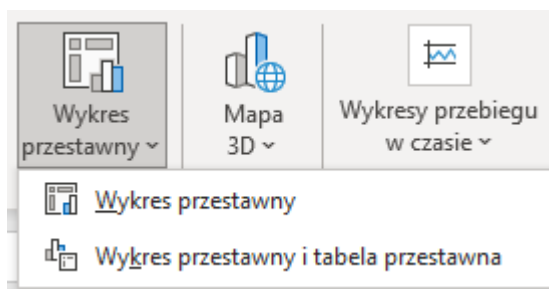 Wykres
przestawny
Mapa
3D
Wykresy przebiegu
w czasie
Wykres przestawny
Wykres przestawny i tabela przestawna